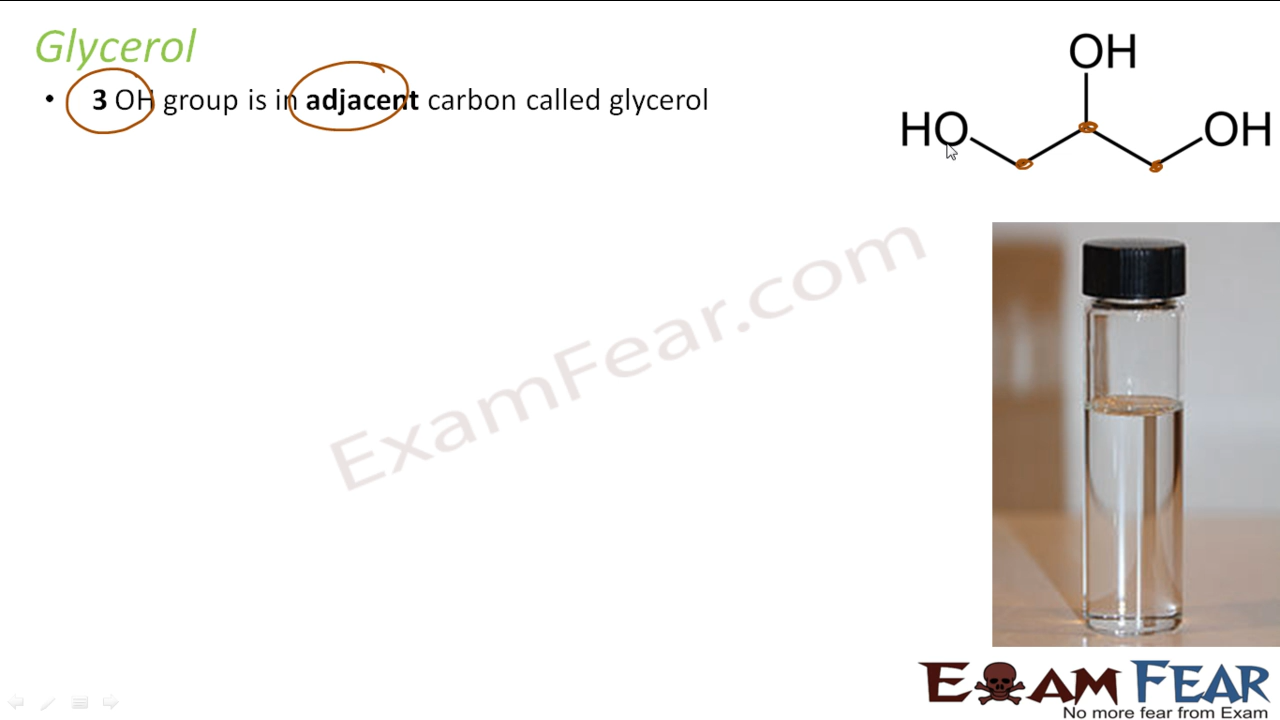 Glycerol
• 3 OH group is in adjacent carbon called glycerol
OH
HO
OH
ExamFear.com
EXAM FEAR
No more fear from Exam